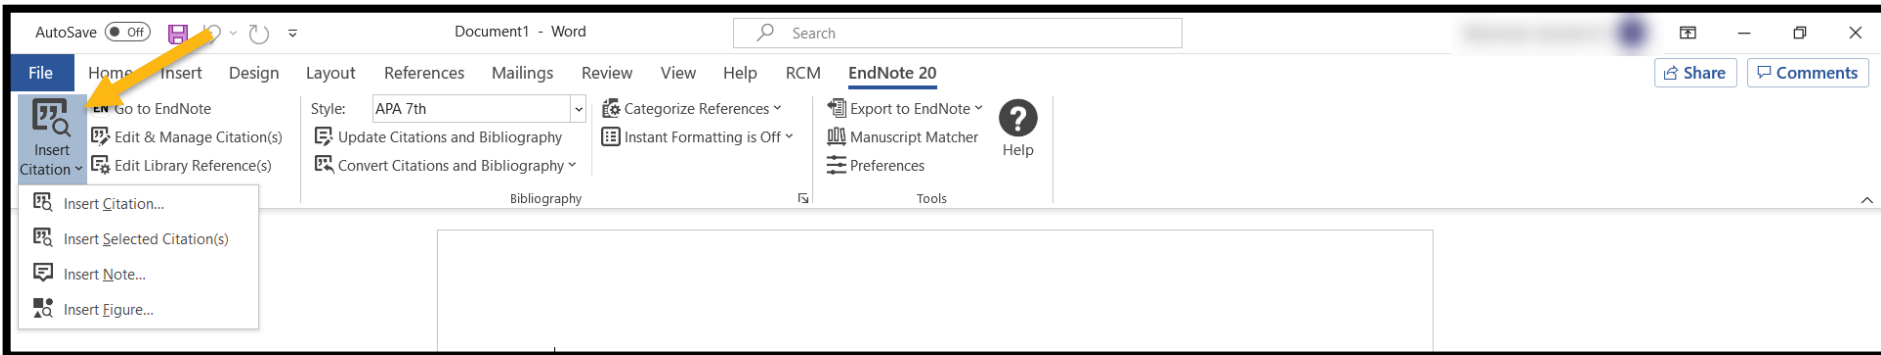 AutoSave Off Document1 - Word Search
File Home Insert Design Layout References Mailings Review View Help RCM EndNote 20 Share Comments
Insert Citation
EN Go to EndNote
Edit & Manage Citation(s)
Edit Library Reference(s)
Style: APA 7th
Update Citations and Bibliography
Convert Citations and Bibliography
Categorize References
Instant Formatting is Off
Bibliography
Export to EndNote
Manuscript Matcher
Preferences
Help
Tools
Insert Citation...
Insert Selected Citation(s)
Insert Note...
Insert Figure...